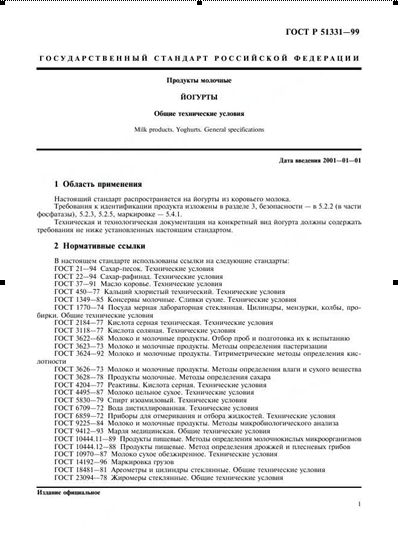 ГОСТ Р 51331—99
ГОСУДАРСТВЕННЫЙ СТАНДАРТ РОССИЙСКОЙ ФЕДЕРАЦИИ
Продукты молочные
ЙОГУРТЫ
Общие технические условия
Milk products. Yoghurts. General specifications
Дата введения 2001—01—01
1 Область применения
Настоящий стандарт распространяется на йогурты из коровьего молока.
Требования к идентификации продукта изложены в разделе 3, безопасности — в 5.2.2 (в части
фосфатазы), 5.2.3, 5.2.5, маркировке — 5.4.1.
Техническая и технологическая документация на конкретный вид йогурта должны содержать
требования не ниже установленных настоящим стандартом.
2 Нормативные ссылки
В настоящем стандарте использованы ссылки на следующие стандарты:
ГОСТ 21—94 Сахар-песок. Технические условия
ГОСТ 22—94 Сахар-рафинад. Технические условия
ГОСТ 37—91 Масло коровье. Технические условия
ГОСТ 450—77 Кальций хлористый технический. Технические условия
ГОСТ 1349—85 Консервы молочные. Сливки сухие. Технические условия
ГОСТ 1770—74 Посуда мерная лабораторная стеклянная. Цилиндры, мензурки, колбы, про-
бирки. Общие технические условия
ГОСТ 2184—77 Кислота серная техническая. Технические условия
ГОСТ 3118—77 Кислота соляная. Технические условия
ГОСТ 3622—68 Молоко и молочные продукты. Отбор проб и подготовка их к испытанию
ГОСТ 3623—73 Молоко и молочные продукты. Методы определения пастеризации
ГОСТ 3624—92 Молоко и молочные продукты. Титриметрические методы определения кис-
лотности
ГОСТ 3626—73 Молоко и молочные продукты. Методы определения влаги и сухого вещества
ГОСТ 3628—78 Продукты молочные. Методы определения сахара
ГОСТ 4204—77 Реактивы. Кислота серная. Технические условия
ГОСТ 4495—87 Молоко цельное сухое. Технические условия
ГОСТ 5830—79 Спирт изоамиловый. Технические условия
ГОСТ 6709—72 Вода дистиллированная. Технические условия
ГОСТ 6859—72 Приборы для отмеривания и отбора жидкостей. Технические условия
ГОСТ 9225—84 Молоко и молочные продукты. Методы микробиологического анализа
ГОСТ 9412—93 Марля медицинская. Общие технические условия
ГОСТ 10444.11—89 Продукты пищевые. Методы определения молочнокислых микроорганизмов
ГОСТ 10444.12—88 Продукты пищевые. Метод определения дрожжей и плесневых грибов
ГОСТ 10970—87 Молоко сухое обезжиренное. Технические условия
ГОСТ 14192—96 Маркировка грузов
ГОСТ 18481—81 Ареометры и цилиндры стеклянные. Общие технические условия
ГОСТ 23094—78 Жиромеры стеклянные. Общие технические условия
Издание официальное
1